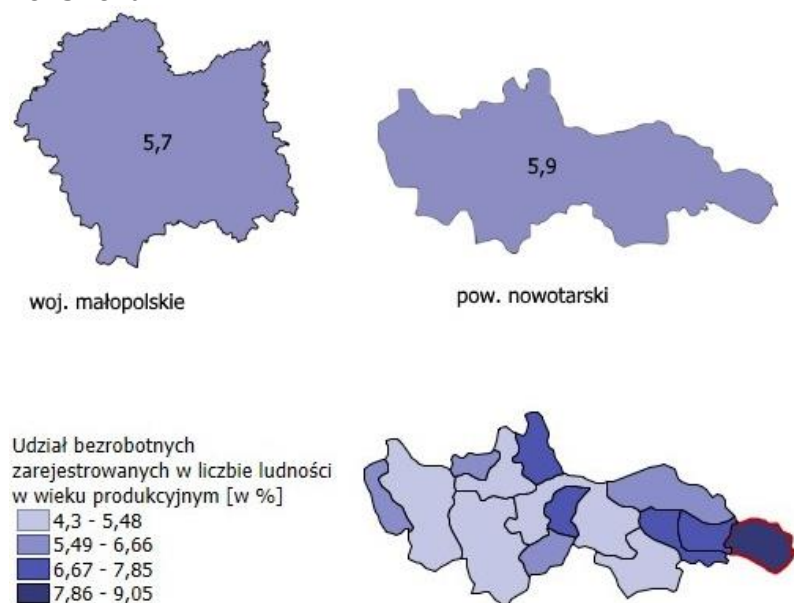 5,7
5,9
woj. małopolskie
pow. nowotarski
Udział bezrobotnych
zarejestrowanych w liczbie ludności
w wieku produkcyjnym [w %]
4,3 - 5,48
5,49 - 6,66
6,67 - 7,85
7,86 - 9,05